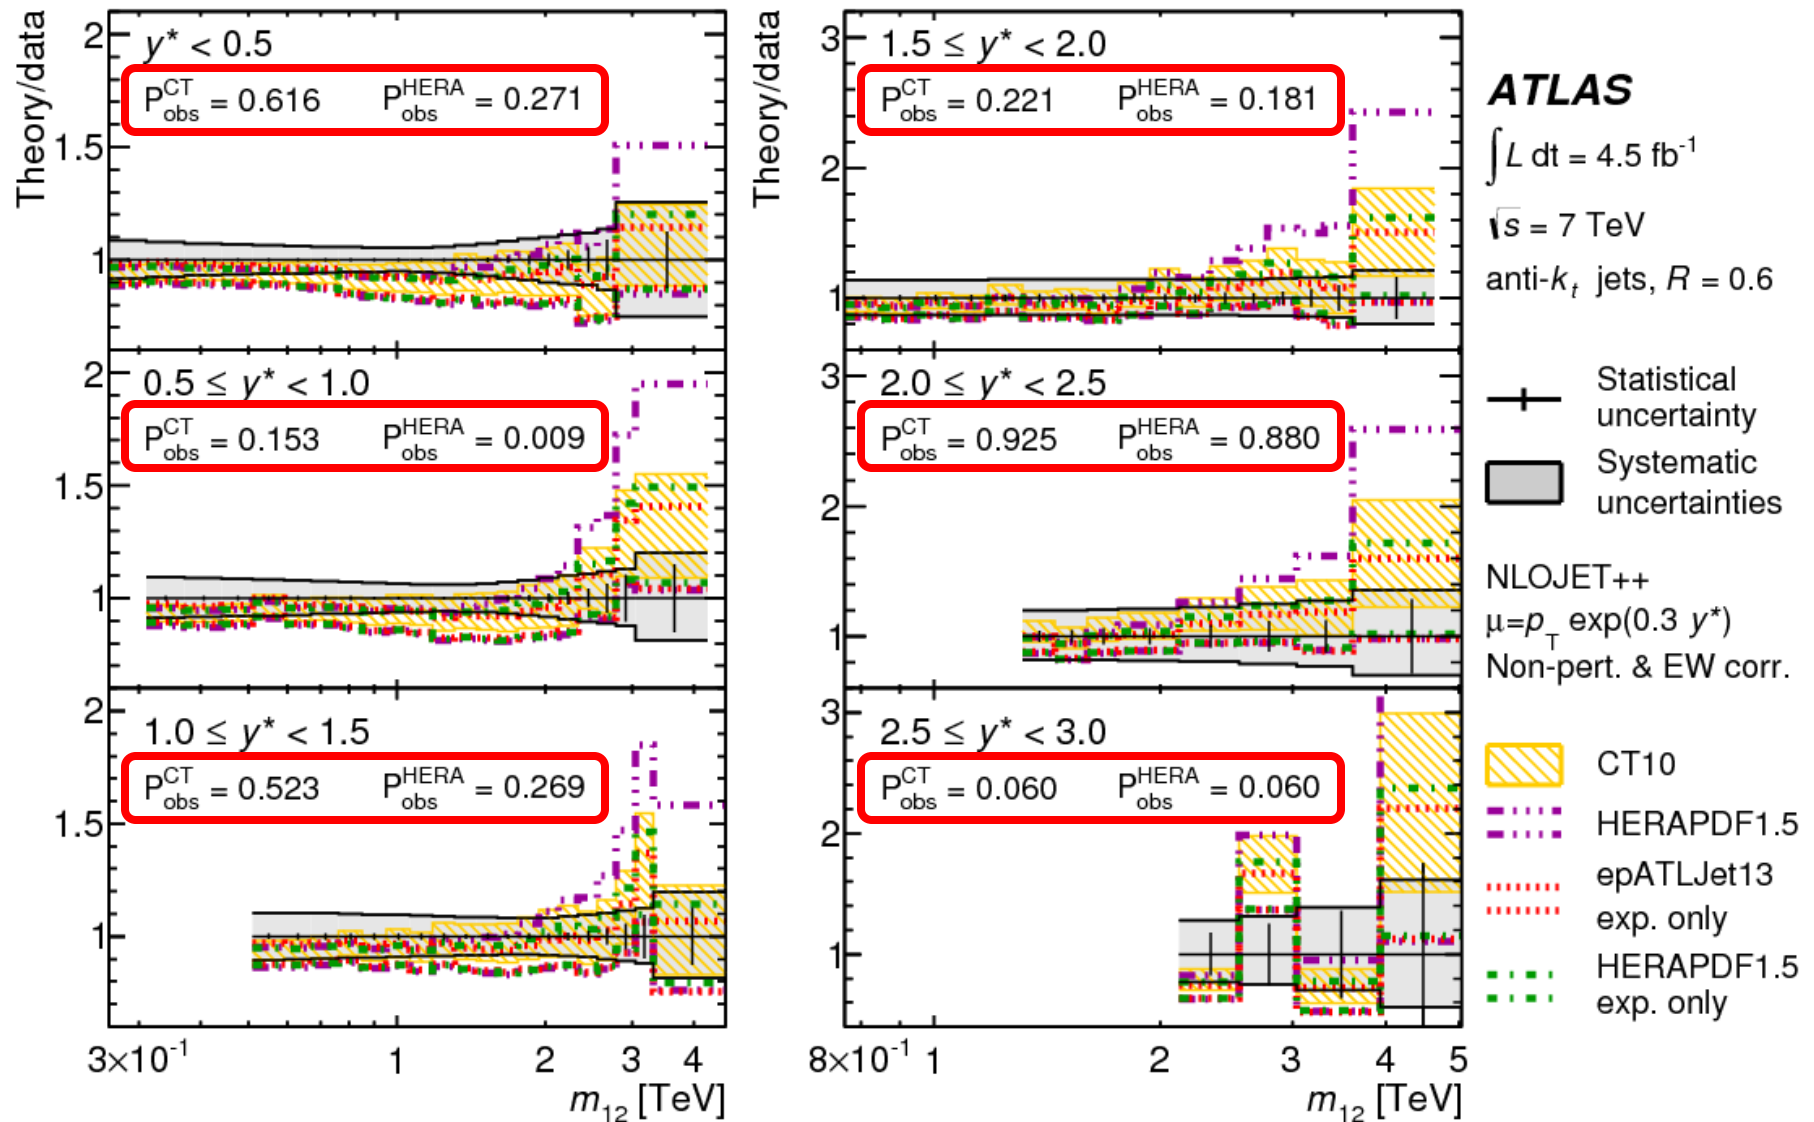 Theory/data
2
1.5
1
y* < 0.5
P^CT_obs = 0.616 P^HERA_obs = 0.271
2
1.5
1
0.5 ≤ y* < 1.0
P^CT_obs = 0.153 P^HERA_obs = 0.009
2
1.5
1
1.0 ≤ y* < 1.5
P^CT_obs = 0.523 P^HERA_obs = 0.269
3×10⁻¹ 1 2 3 4
m₁₂ [TeV]
Theory/data
3
2
1
1.5 ≤ y* < 2.0
P^CT_obs = 0.221 P^HERA_obs = 0.181
3
2
1
2.0 ≤ y* < 2.5
P^CT_obs = 0.925 P^HERA_obs = 0.880
3
2
1
2.5 ≤ y* < 3.0
P^CT_obs = 0.060 P^HERA_obs = 0.060
8×10⁻¹ 1 2 3 4 5
m₁₂ [TeV]
ATLAS
∫L dt = 4.5 fb⁻¹
√s = 7 TeV
anti-k_t jets, R = 0.6
Statistical
uncertainty
Systematic
uncertainties
NLOJET++
μ=p_T exp(0.3 y*)
Non-pert. & EW corr.
CT10
HERAPDF1.5
epATLJet13
exp. only
HERAPDF1.5
exp. only